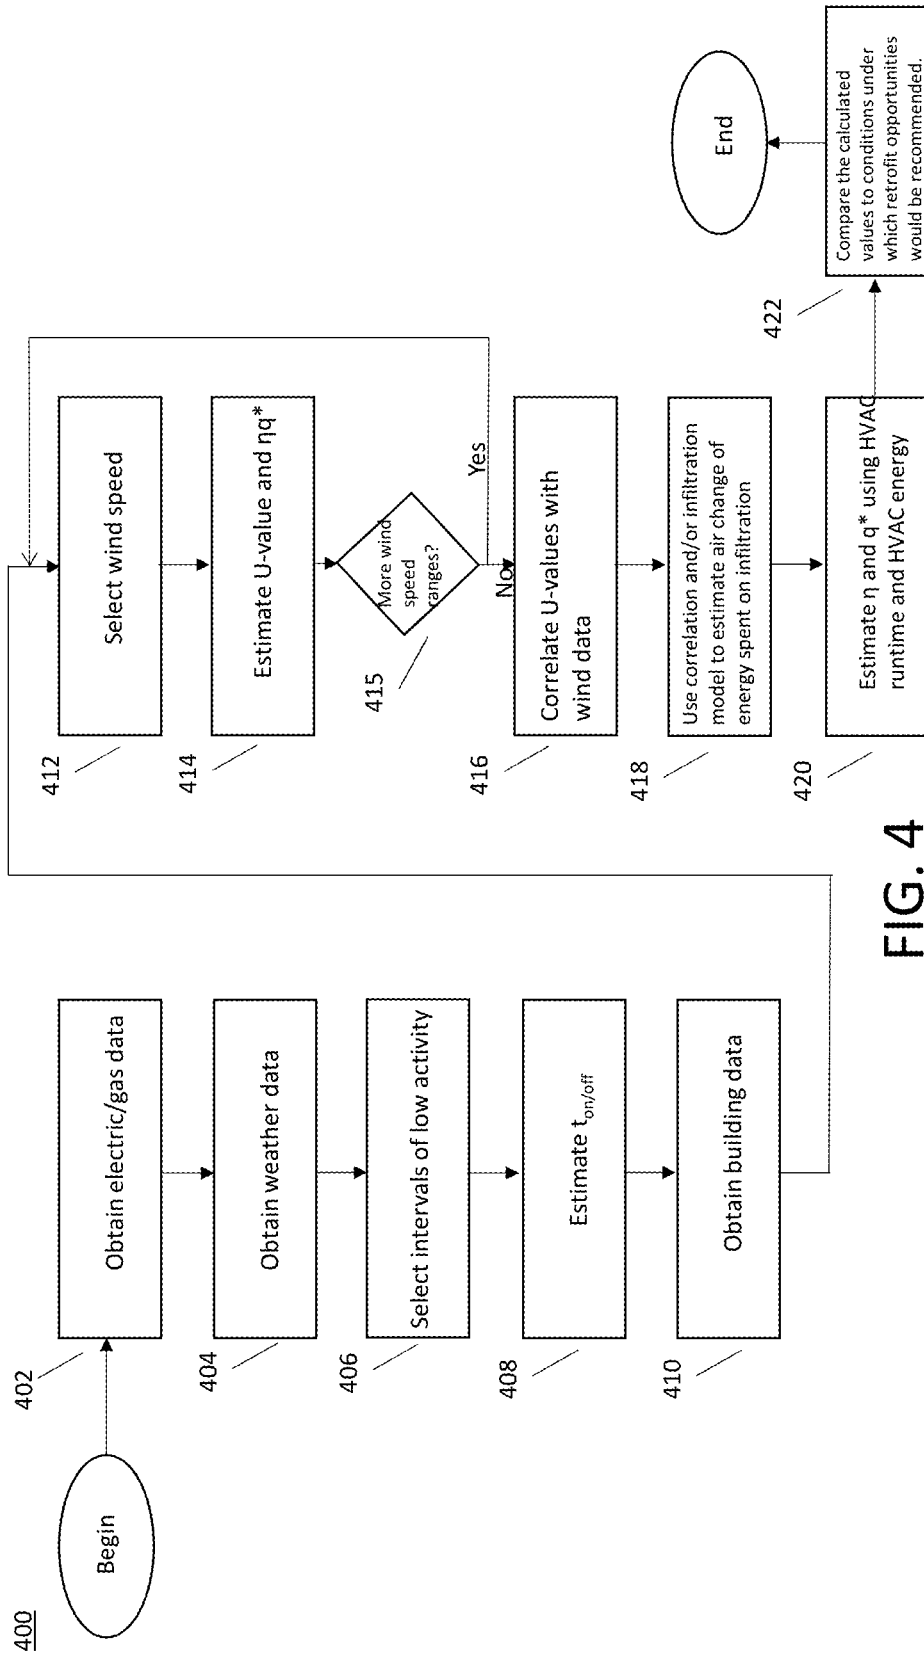 400
Begin
402
Obtain electric/gas data
404
Obtain weather data
406
Select intervals of low activity
408
Estimate t_on/off
410
Obtain building data
412
Select wind speed
414
Estimate U-value and ηq*
415
More wind
speed
ranges?
Yes
No
416
Correlate U-values with
wind data
418
Use correlation and/or infiltration
model to estimate air change of
energy spent on infiltration
420
Estimate η and q* using HVAC
runtime and HVAC energy
422
Compare the calculated
values to conditions under
which retrofit opportunities
would be recommended.
End
FIG. 4